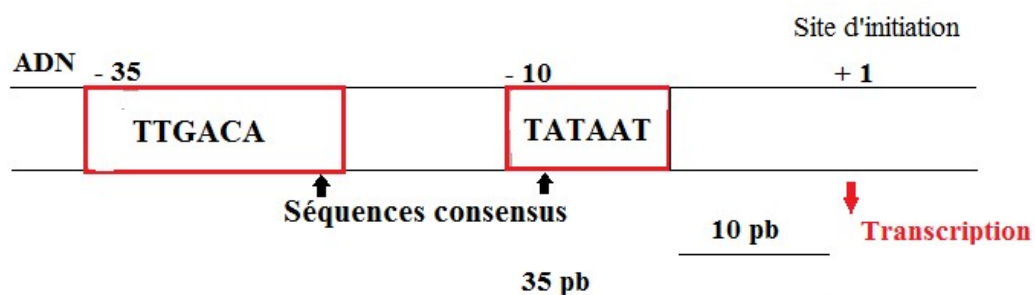 Site d'initiation
ADN - 35 - 10 + 1
TTGACA TATAAT
Séquences consensus
10 pb Transcription
35 pb